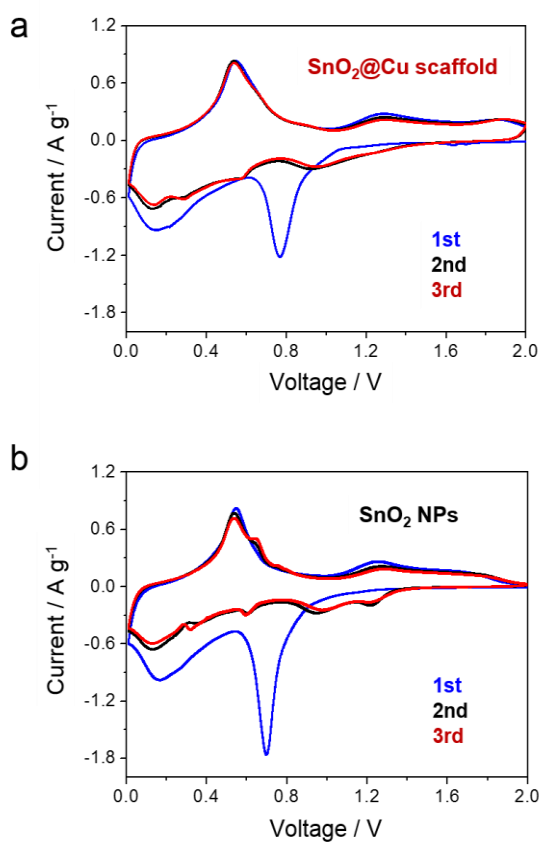 a
1.2
0.6
0.0
-0.6
-1.2
-1.8
Current / A g⁻¹
SnO₂@Cu scaffold
1st
2nd
3rd
0.0 0.4 0.8 1.2 1.6 2.0
Voltage / V
b
1.2
0.6
0.0
-0.6
-1.2
-1.8
Current / A g⁻¹
SnO₂ NPs
1st
2nd
3rd
0.0 0.4 0.8 1.2 1.6 2.0
Voltage / V